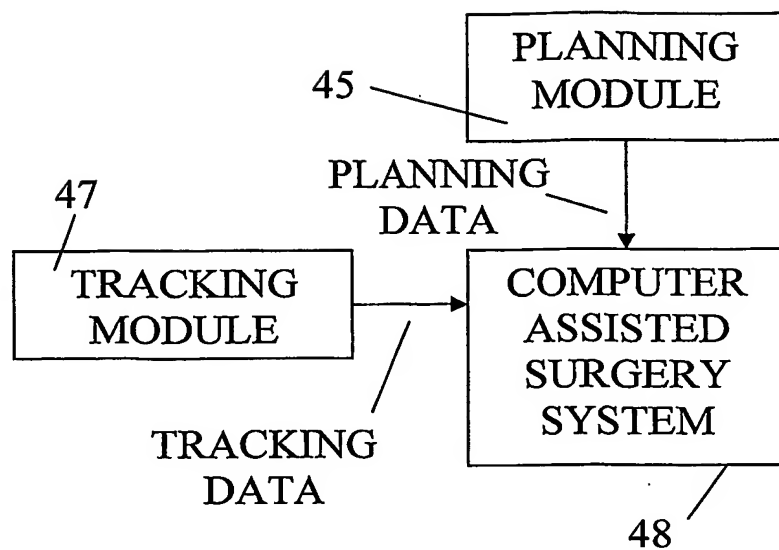 PLANNING
MODULE
45
PLANNING
DATA
47
TRACKING
MODULE
COMPUTER
ASSISTED
SURGERY
SYSTEM
TRACKING
DATA
48